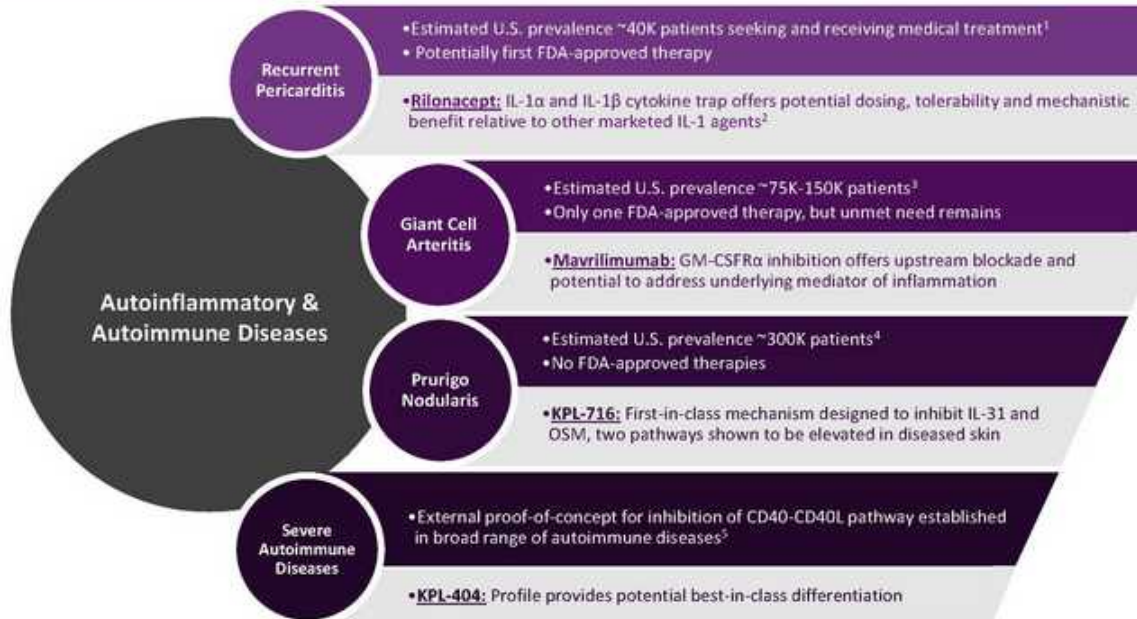 Autoinflammatory &
Autoimmune Diseases
Recurrent
Pericarditis
•Estimated U.S. prevalence ~40K patients seeking and receiving medical treatment¹
• Potentially first FDA-approved therapy
•Rilonacept: IL-1α and IL-1β cytokine trap offers potential dosing, tolerability and mechanistic
benefit relative to other marketed IL-1 agents²
Giant Cell
Arteritis
•Estimated U.S. prevalence ~75K-150K patients³
•Only one FDA-approved therapy, but unmet need remains
•Mavrilimumab: GM-CSFRα inhibition offers upstream blockade and
potential to address underlying mediator of inflammation
Prurigo
Nodularis
•Estimated U.S. prevalence ~300K patients⁴
•No FDA-approved therapies
•KPL-716: First-in-class mechanism designed to inhibit IL-31 and
OSM, two pathways shown to be elevated in diseased skin
Severe
Autoimmune
Diseases
•External proof-of-concept for inhibition of CD40-CD40L pathway established
in broad range of autoimmune diseases⁵
•KPL-404: Profile provides potential best-in-class differentiation